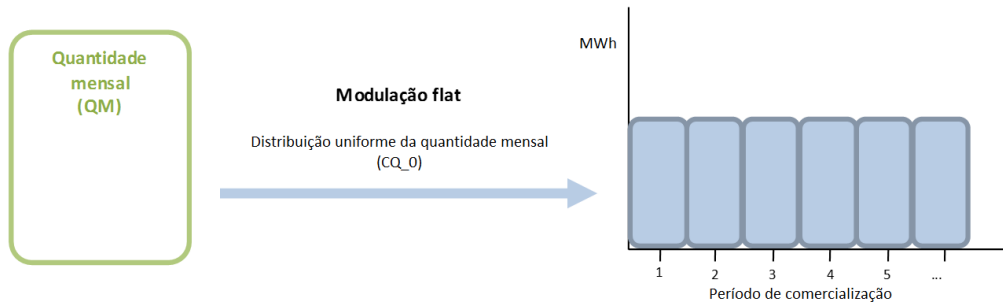 Quantidade
mensal
(QM)
Modulação flat
Distribuição uniforme da quantidade mensal
(CQ_0)
MWh
1 2 3 4 5 ...
Período de comercialização